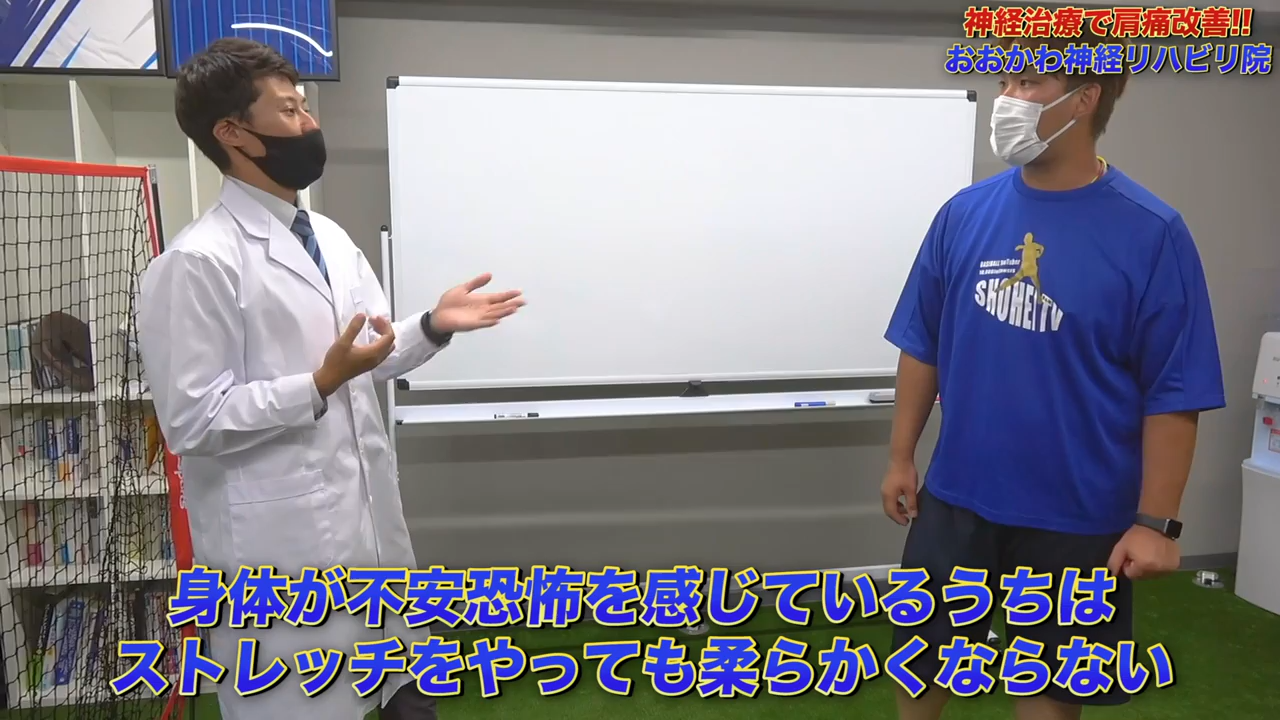 神経治療で肩痛改善!!
おおかわ神経リハビリ院
BASEBALL YouTuber
SHOHEI TV
身体が不安恐怖を感じているうちは
ストレッチをやっても柔らかくならない